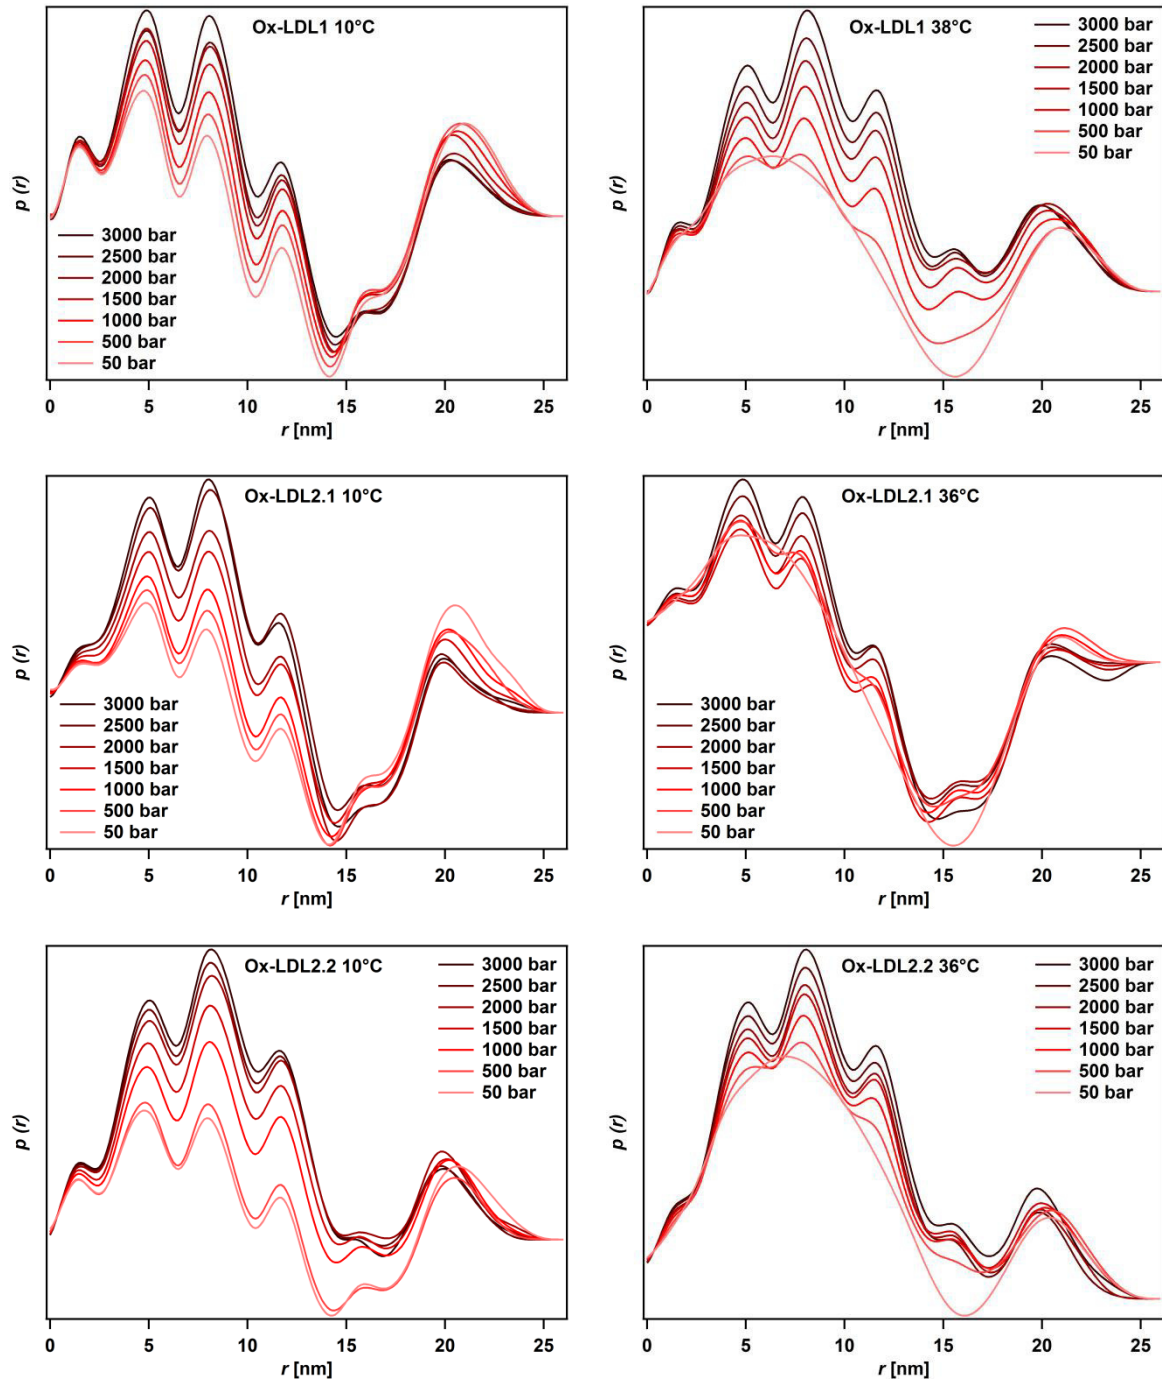 Ox-LDL1 10°C
p (r)
3000 bar
2500 bar
2000 bar
1500 bar
1000 bar
500 bar
50 bar
0 5 10 15 20 25
r [nm]
Ox-LDL1 38°C
p (r)
3000 bar
2500 bar
2000 bar
1500 bar
1000 bar
500 bar
50 bar
0 5 10 15 20 25
r [nm]
Ox-LDL2.1 10°C
p (r)
3000 bar
2500 bar
2000 bar
1500 bar
1000 bar
500 bar
50 bar
0 5 10 15 20 25
r [nm]
Ox-LDL2.1 36°C
p (r)
3000 bar
2500 bar
2000 bar
1500 bar
1000 bar
500 bar
50 bar
0 5 10 15 20 25
r [nm]
Ox-LDL2.2 10°C
p (r)
3000 bar
2500 bar
2000 bar
1500 bar
1000 bar
500 bar
50 bar
0 5 10 15 20 25
r [nm]
Ox-LDL2.2 36°C
p (r)
3000 bar
2500 bar
2000 bar
1500 bar
1000 bar
500 bar
50 bar
0 5 10 15 20 25
r [nm]